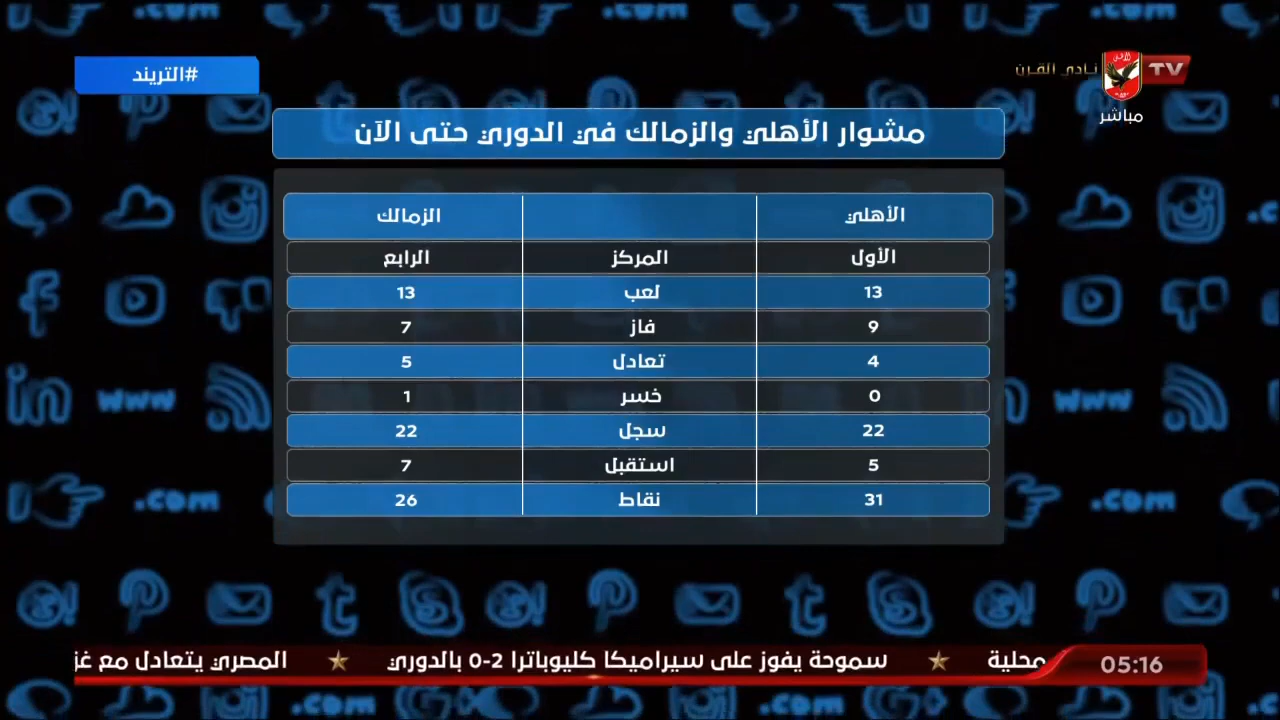 #التريند
نادي القرن TV
مباشر
مشوار الأهلي والزمالك في الدوري حتى الآن
الأهلي الزمالك
الأول المركز الرابع
13 لعب 13
9 فاز 7
4 تعادل 5
0 خسر 1
22 سجل 22
5 استقبل 7
31 نقاط 26
05:16 محلية سموحة يفوز على سيراميكا كليوباترا 2-0 بالدوري المصري يتعادل مع